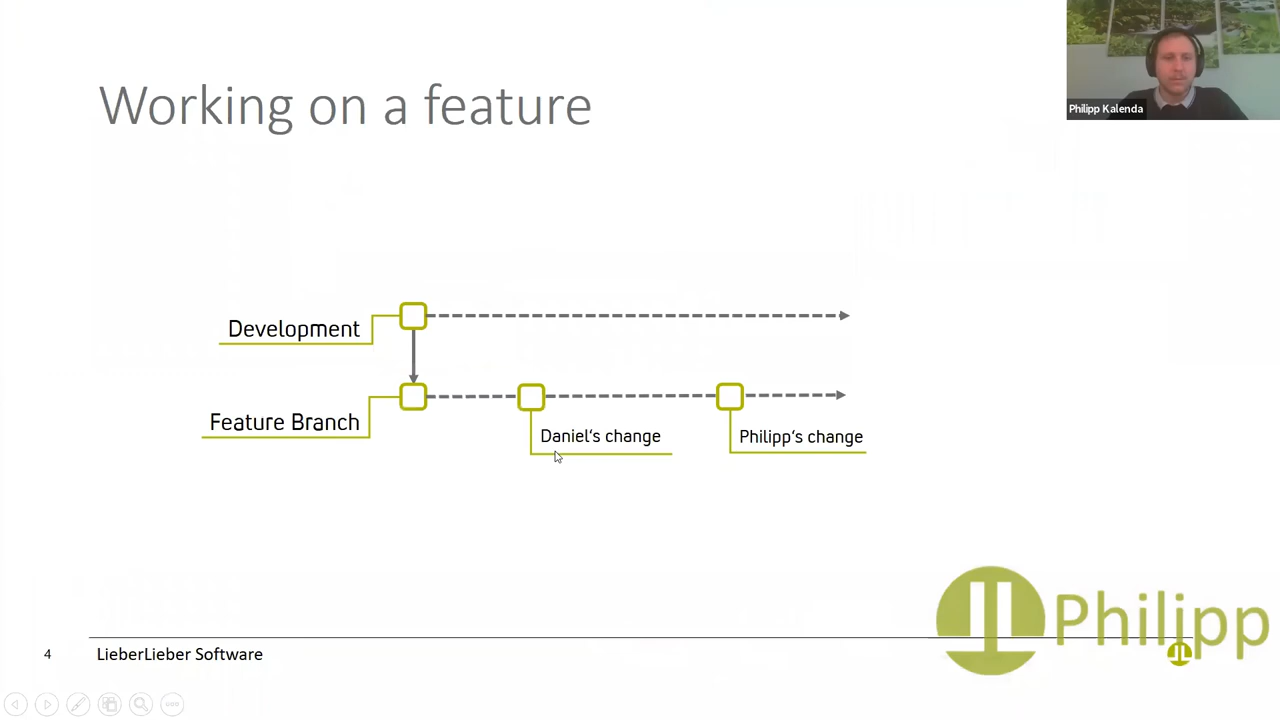 Working on a feature
Philipp Kalenda
Development
Feature Branch
Daniel‘s change
Philipp‘s change
Philipp
4
LieberLieber Software